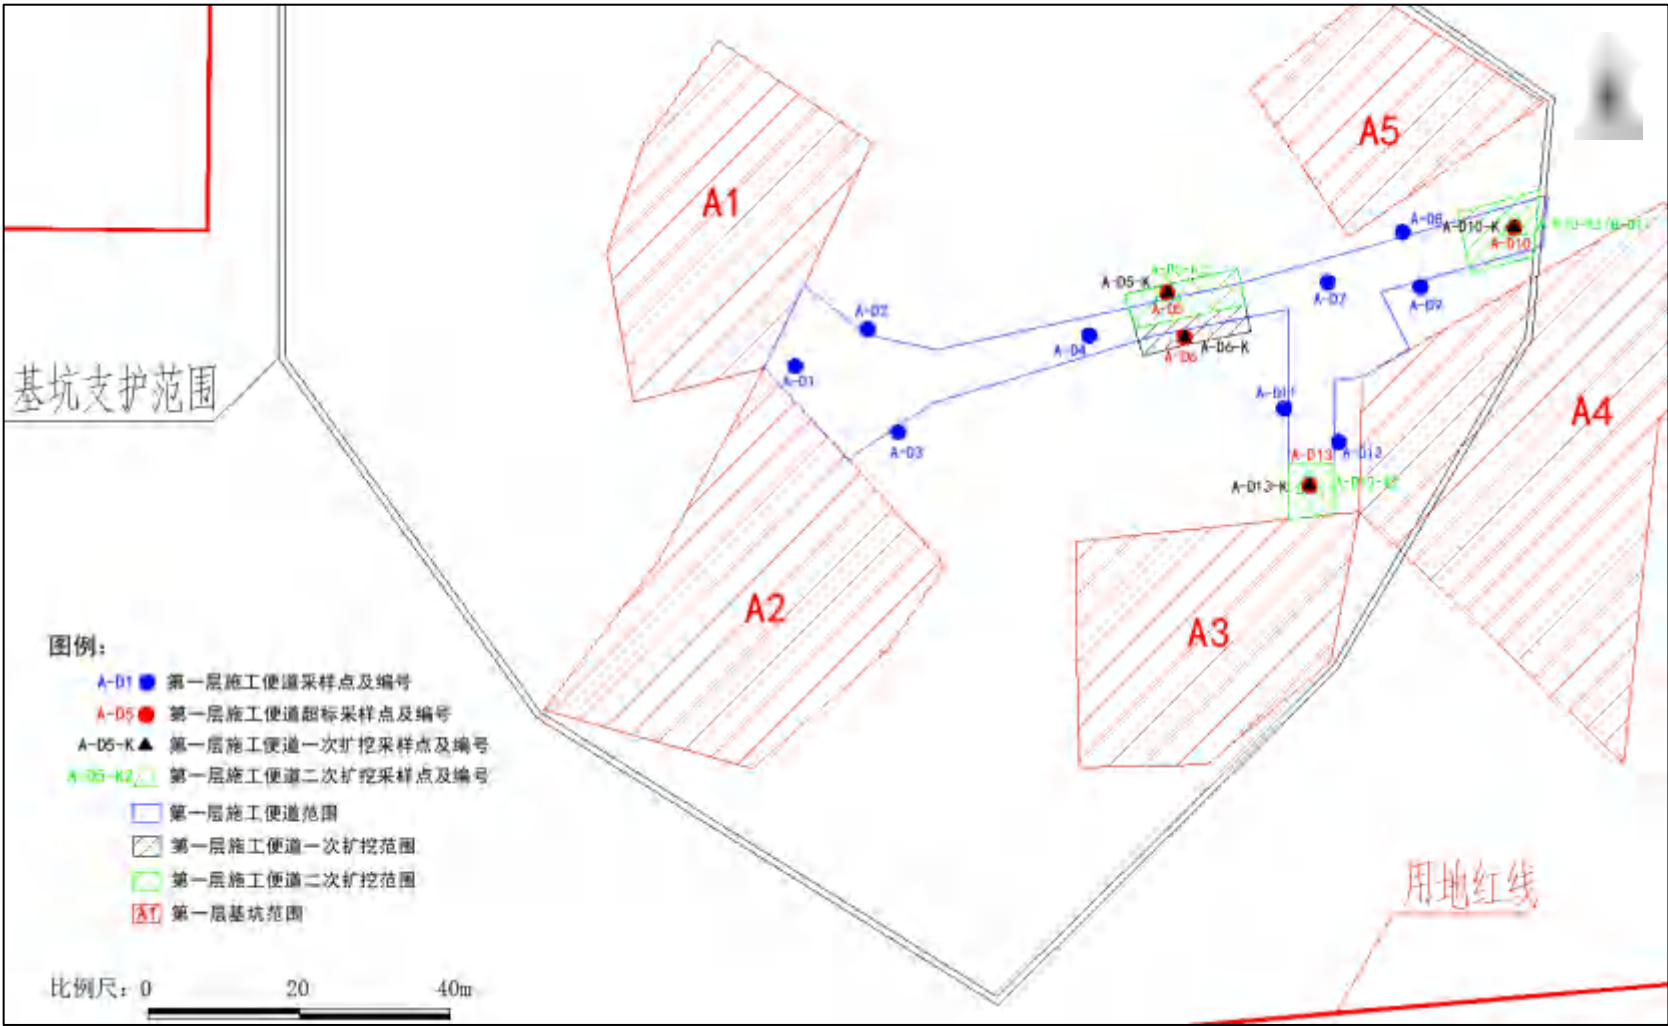 A1
A5
A-D8
A-D10-K
A-D10
A-D5-K
A-D5
A-D7
A-D9
A-D2
A-D4
A-D6
A-D6-K
A-D1
基坑支护范围
A-D11
A4
A-D3
A-D13
A-D12
A-D13-K
A2
A3
图例：
A-D1 第一层施工便道采样点及编号
A-D5 第一层施工便道超标采样点及编号
A-D5-K 第一层施工便道一次扩挖采样点及编号
A-D5-K2 第一层施工便道二次扩挖采样点及编号
第一层施工便道范围
第一层施工便道一次扩挖范围
第一层施工便道二次扩挖范围
A1 第一层基坑范围
用地红线
比例尺：0 20 40m